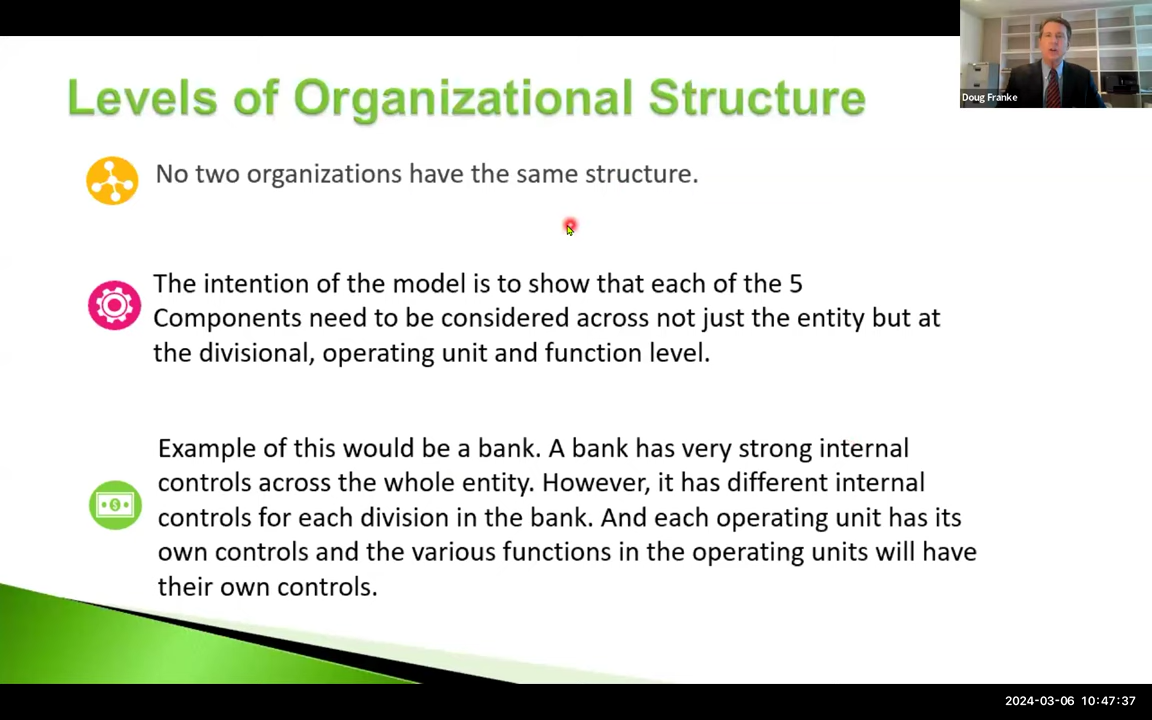 Levels of Organizational Structure
Doug Franke
No two organizations have the same structure.
The intention of the model is to show that each of the 5
Components need to be considered across not just the entity but at
the divisional, operating unit and function level.
Example of this would be a bank. A bank has very strong internal
controls across the whole entity. However, it has different internal
controls for each division in the bank. And each operating unit has its
own controls and the various functions in the operating units will have
their own controls.
$
2024-03-06 10:47:37